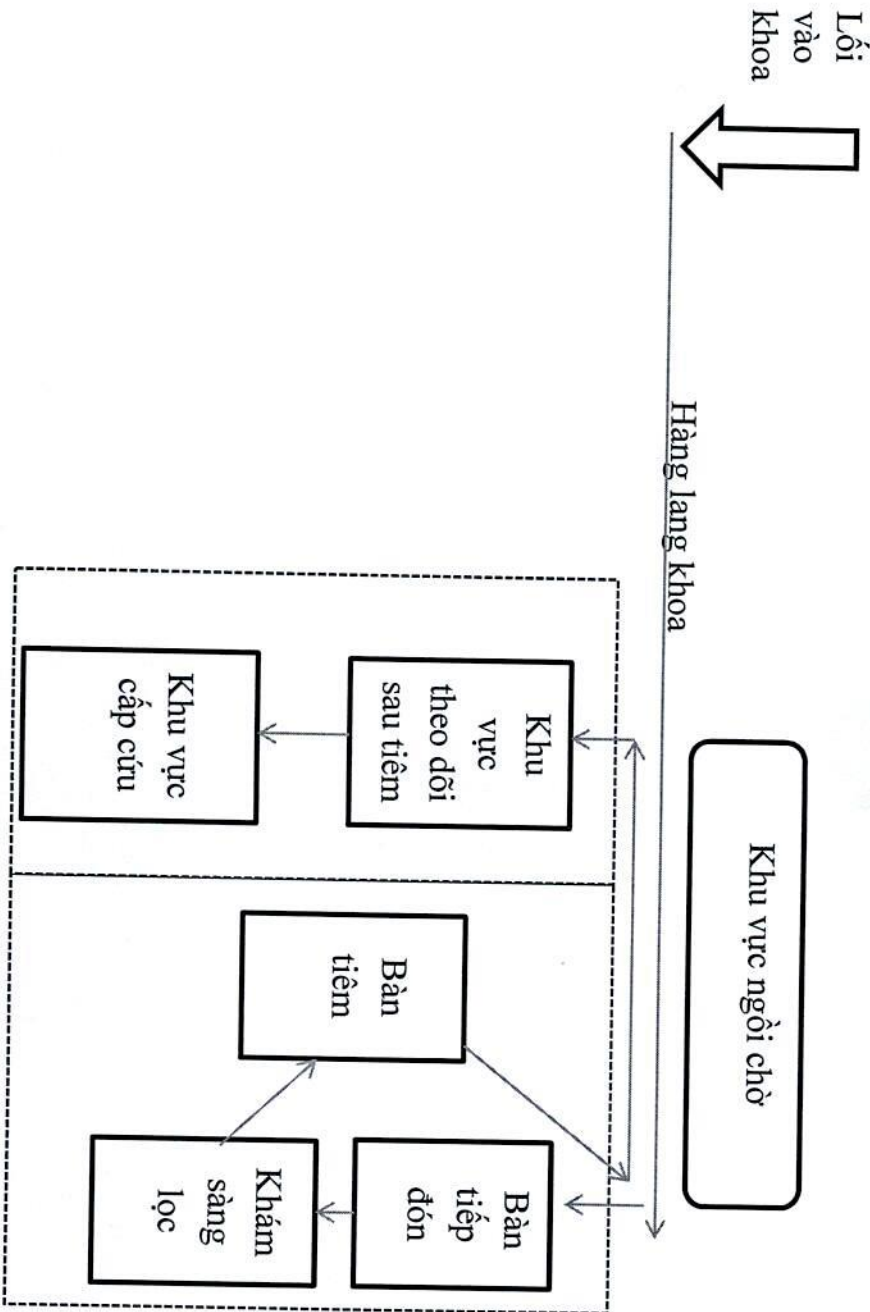 Lối
vào
khoa
Hàng lang khoa
Khu vực ngồi chờ
Khu
vực
theo dõi
sau tiêm
Khu vực
cấp cứu
Bàn
tiêm
Bàn
tiếp
đón
Khám
sàng
lọc